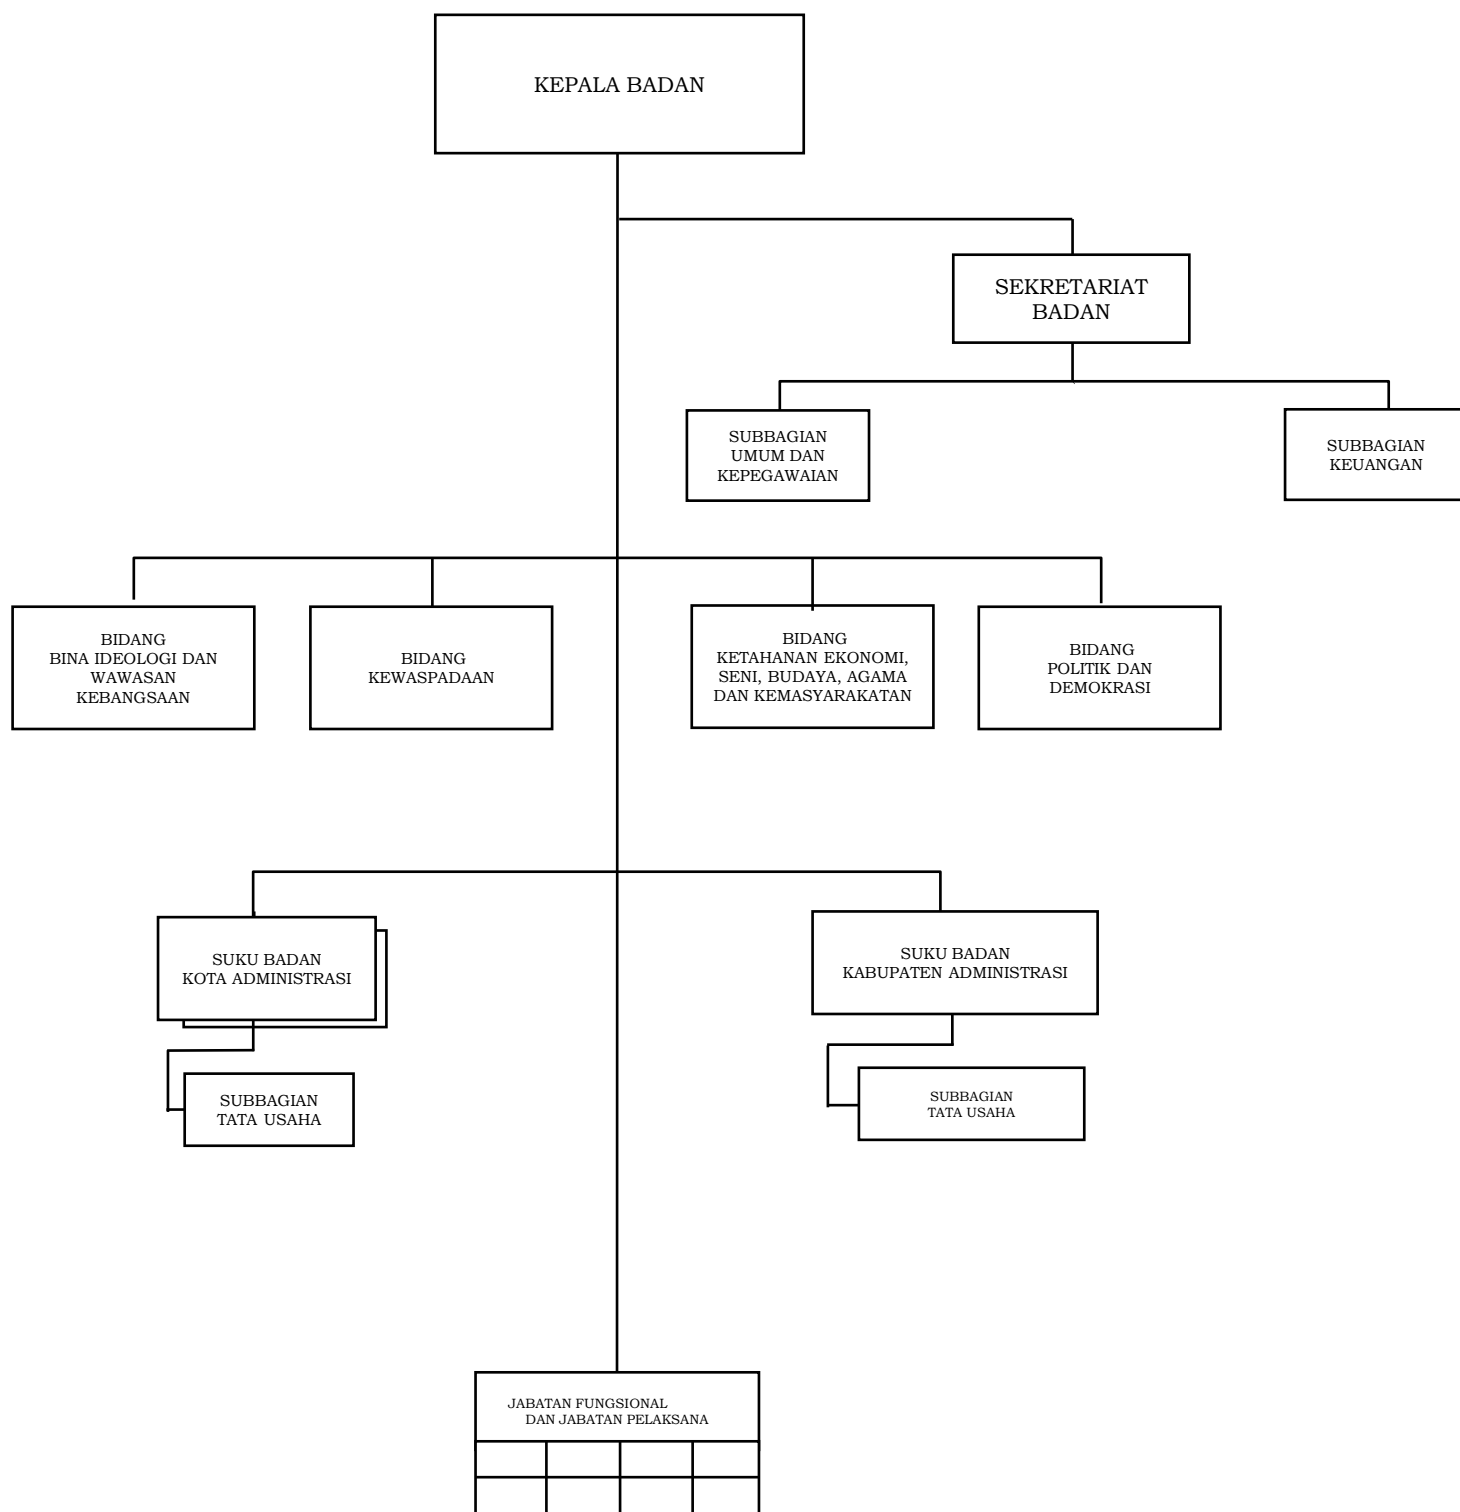 KEPALA BADAN
SEKRETARIAT
BADAN
SUBBAGIAN
UMUM DAN
KEPEGAWAIAN
SUBBAGIAN
KEUANGAN
BIDANG
BINA IDEOLOGI DAN
WAWASAN
KEBANGSAAN
BIDANG
KEWASPADAAN
BIDANG
KETAHANAN EKONOMI,
SENI, BUDAYA, AGAMA
DAN KEMASYARAKATAN
BIDANG
POLITIK DAN
DEMOKRASI
SUKU BADAN
KOTA ADMINISTRASI
SUKU BADAN
KABUPATEN ADMINISTRASI
SUBBAGIAN
TATA USAHA
SUBBAGIAN
TATA USAHA
JABATAN FUNGSIONAL
DAN JABATAN PELAKSANA